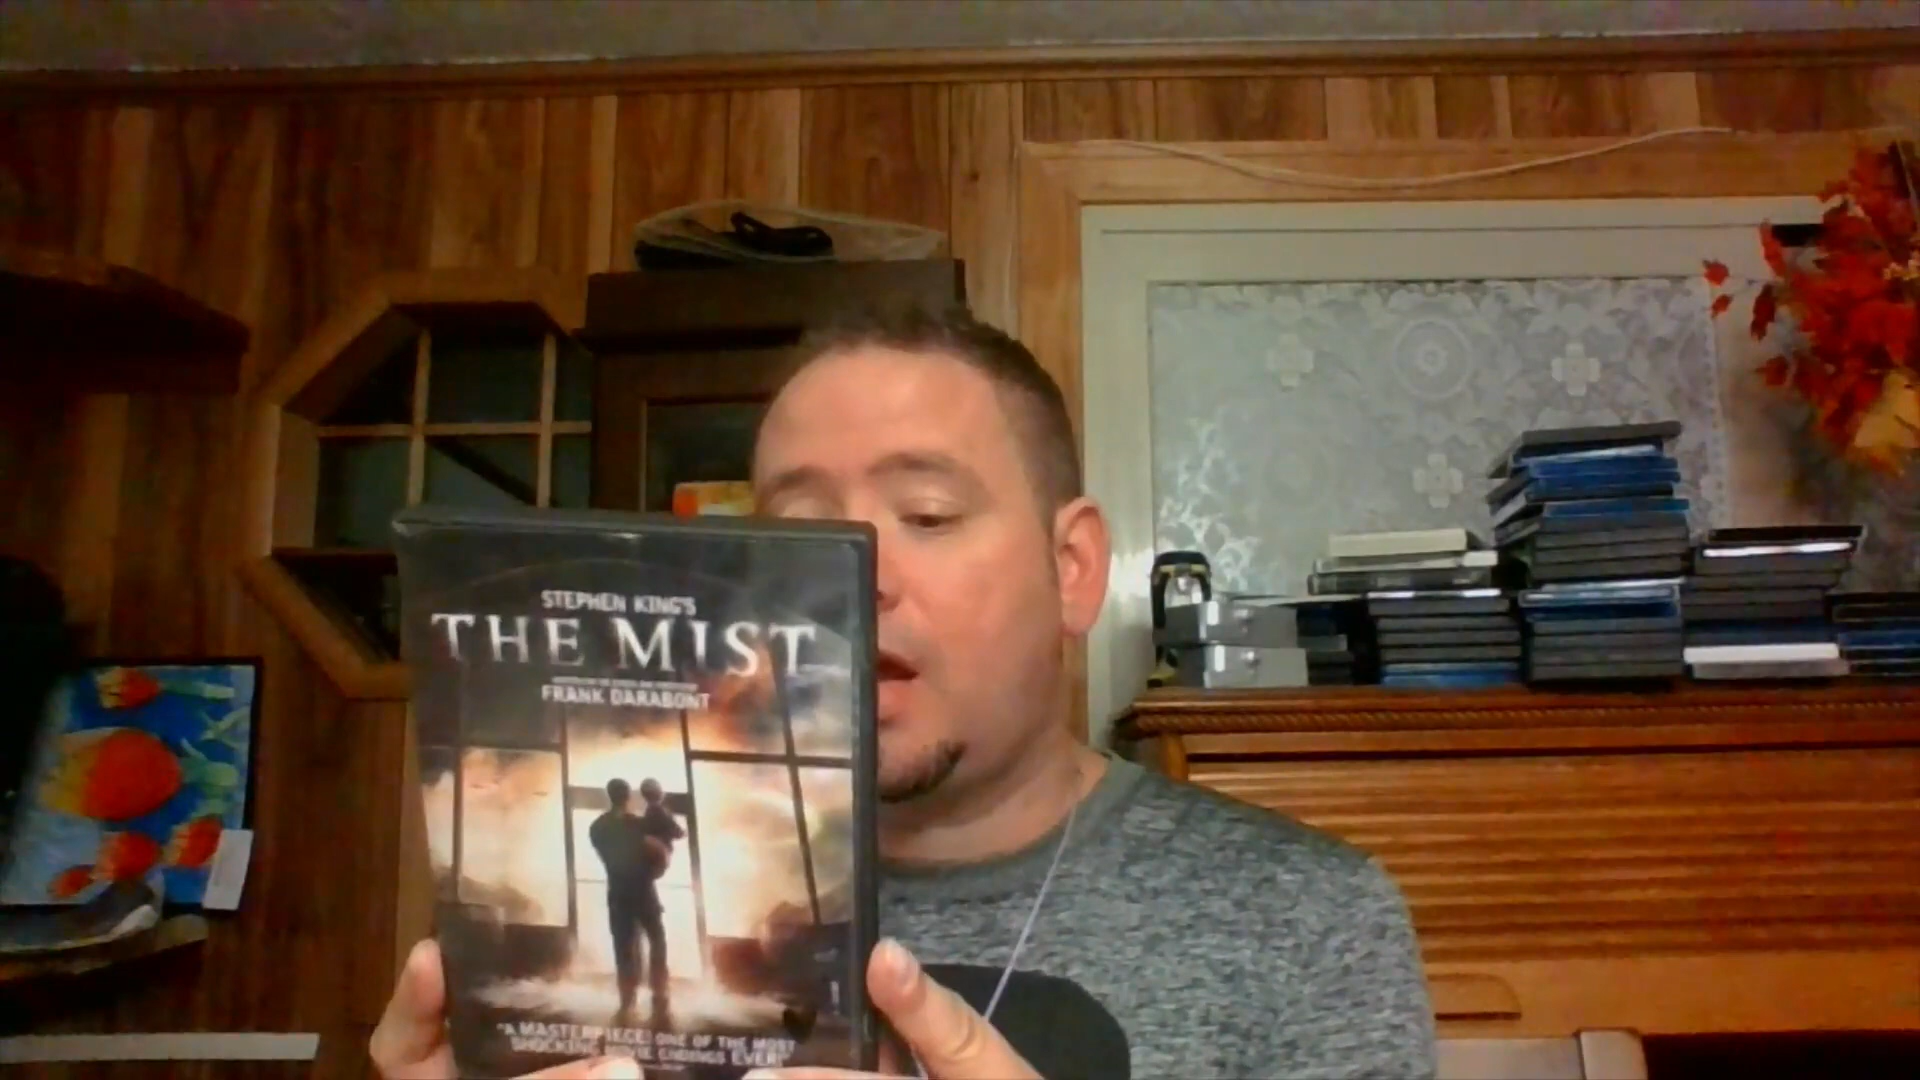 STEPHEN KING'S
THE MIST
FRANK DARABONT
"A MASTERPIECE! ONE OF THE MOST
SHOCKING MOVIE ENDINGS EVER!"